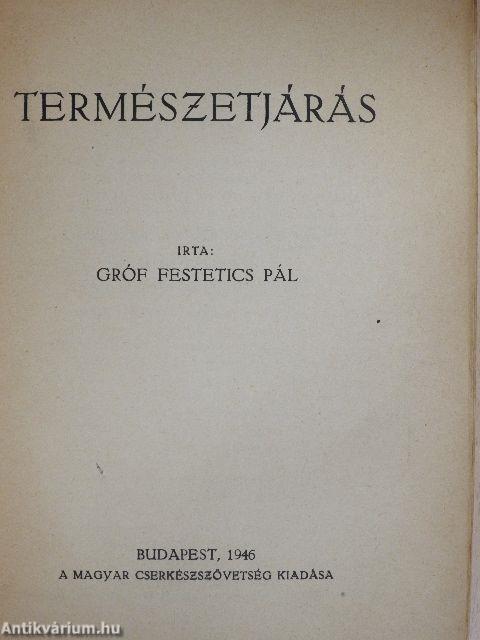 TERMÉSZETJÁRÁS
IRTA:
GRÓF FESTETICS PÁL
BUDAPEST, 1946
A MAGYAR CSERKÉSZSZÖVETSÉG KIADÁSA
Antikvárium.hu